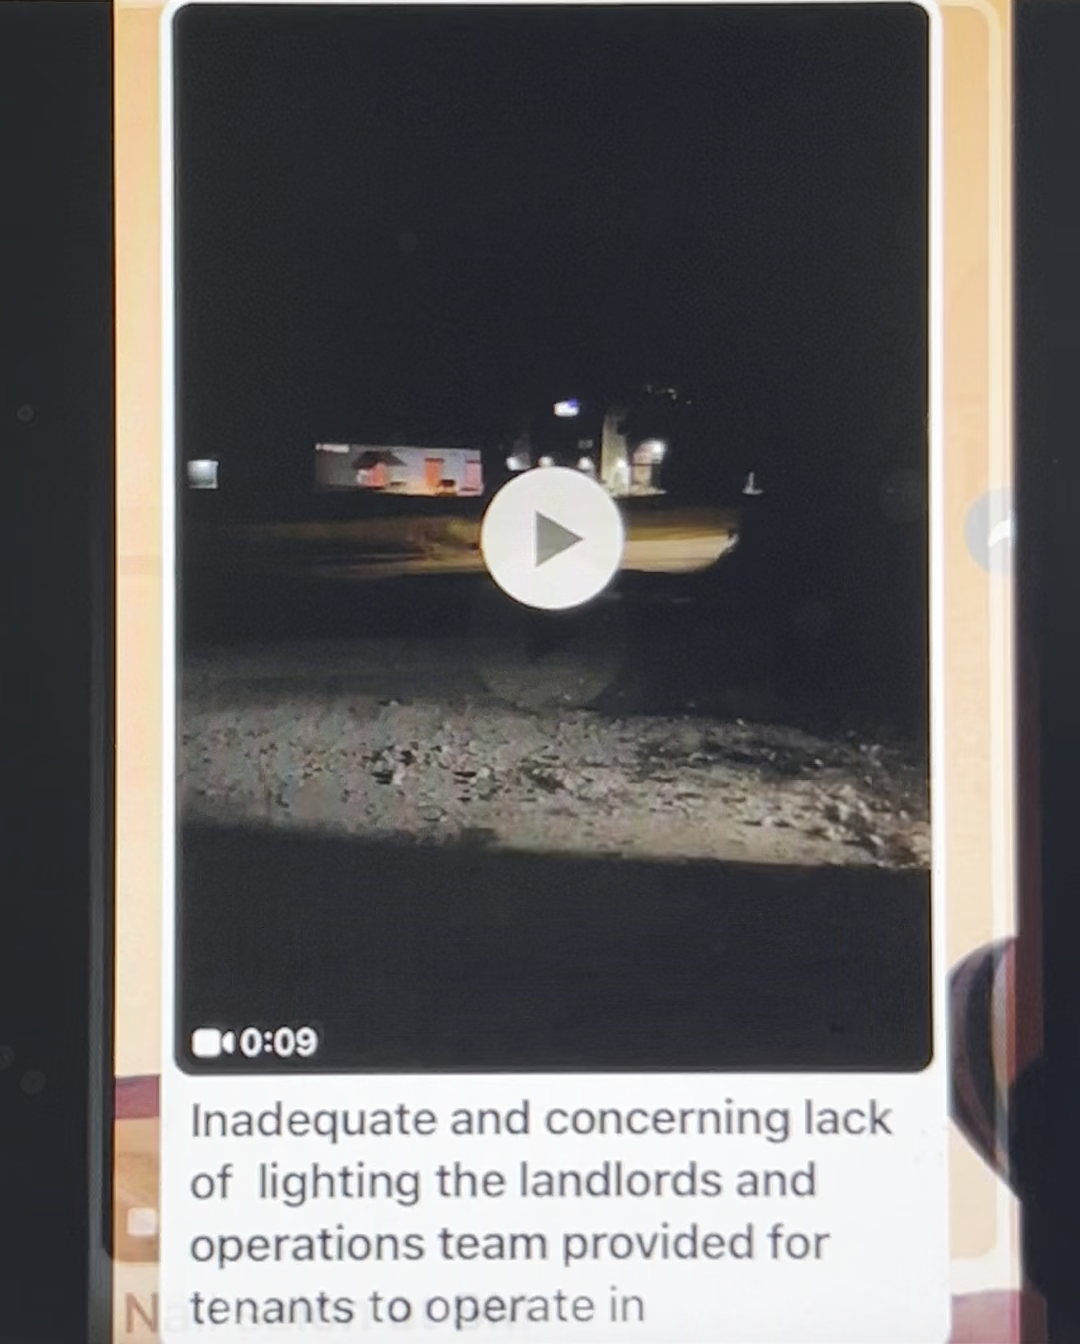 0:09
Inadequate and concerning lack
of  lighting the landlords and
operations team provided for
tenants to operate in